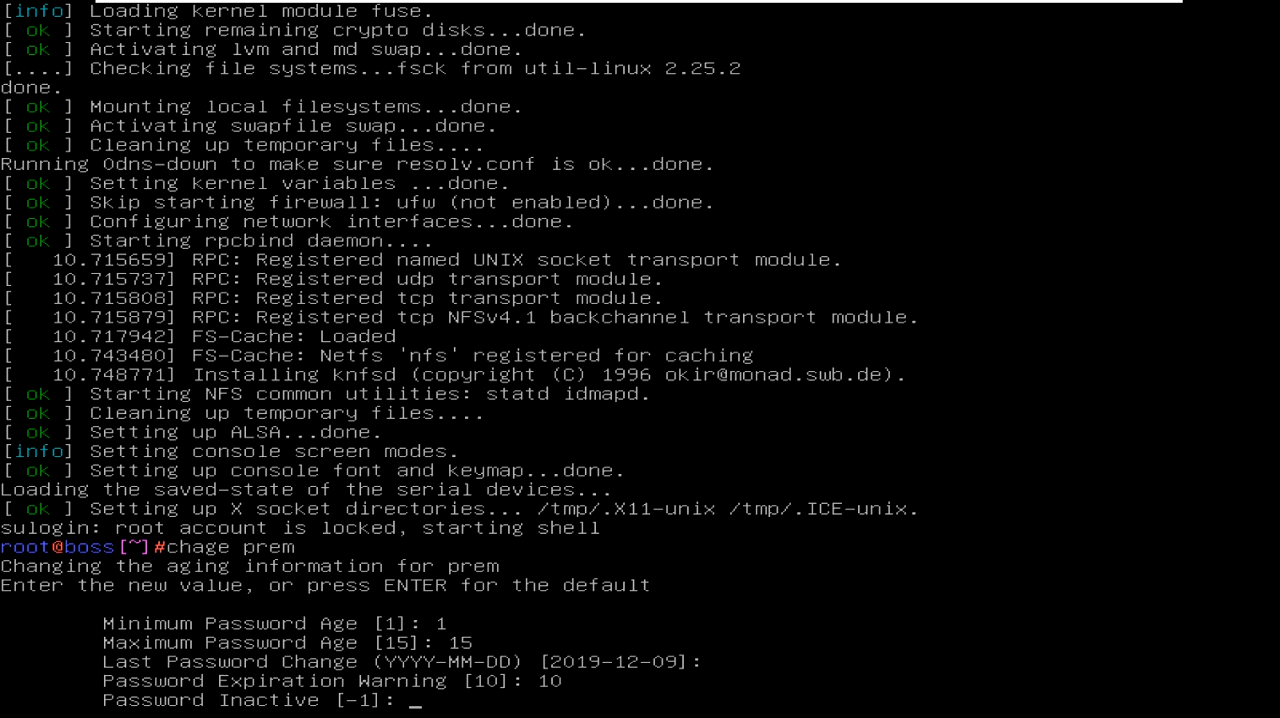 [info] Loading kernel module fuse.
[ ok ] Starting remaining crypto disks...done.
[ ok ] Activating lvm and md swap...done.
[....] Checking file systems...fsck from util-linux 2.25.2
done.
[ ok ] Mounting local filesystems...done.
[ ok ] Activating swapfile swap...done.
[ ok ] Cleaning up temporary files....
Running 0dns-down to make sure resolv.conf is ok...done.
[ ok ] Setting kernel variables ...done.
[ ok ] Skip starting firewall: ufw (not enabled)...done.
[ ok ] Configuring network interfaces...done.
[ ok ] Starting rpcbind daemon....
[   10.715659] RPC: Registered named UNIX socket transport module.
[   10.715737] RPC: Registered udp transport module.
[   10.715808] RPC: Registered tcp transport module.
[   10.715879] RPC: Registered tcp NFSv4.1 backchannel transport module.
[   10.717942] FS-Cache: Loaded
[   10.743480] FS-Cache: Netfs 'nfs' registered for caching
[   10.748771] Installing knfsd (copyright (C) 1996 okir@monad.swb.de).
[ ok ] Starting NFS common utilities: statd idmapd.
[ ok ] Cleaning up temporary files....
[ ok ] Setting up ALSA...done.
[info] Setting console screen modes.
[ ok ] Setting up console font and keymap...done.
Loading the saved-state of the serial devices...
[ ok ] Setting up X socket directories... /tmp/.X11-unix /tmp/.ICE-unix.
sulogin: root account is locked, starting shell
root@boss[~]#chage prem
Changing the aging information for prem
Enter the new value, or press ENTER for the default
Minimum Password Age [1]: 1
Maximum Password Age [15]: 15
Last Password Change (YYYY-MM-DD) [2019-12-09]:
Password Expiration Warning [10]: 10
Password Inactive [-1]: _